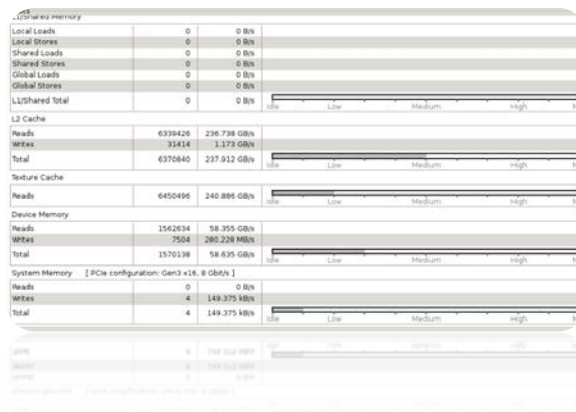 L1/Shared Memory
Local Loads 0 0 B/s
Local Stores 0 0 B/s
Shared Loads 0 0 B/s
Shared Stores 0 0 B/s
Global Loads 0 0 B/s
Global Stores 0 0 B/s
L1/Shared Total 0 0 B/s
Idle Low Medium High
L2 Cache
Reads 6339426 236.738 GB/s
Writes 31414 1.173 GB/s
Total 6370840 237.912 GB/s
Idle Low Medium High
Texture Cache
Reads 6450496 240.886 GB/s
Idle Low Medium High
Device Memory
Reads 1562634 58.355 GB/s
Writes 7504 280.228 MB/s
Total 1570138 58.635 GB/s
Idle Low Medium High
System Memory [ PCIe configuration: Gen3 x16, 8 Gbit/s ]
Reads 0 0 B/s
Writes 4 149.375 kB/s
Total 4 149.375 kB/s
Idle Low Medium High